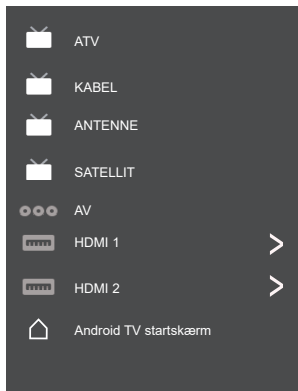 ATV
KABEL
ANTENNE
SATELLIT
AV
HDMI 1
HDMI 2
Android TV startskærm